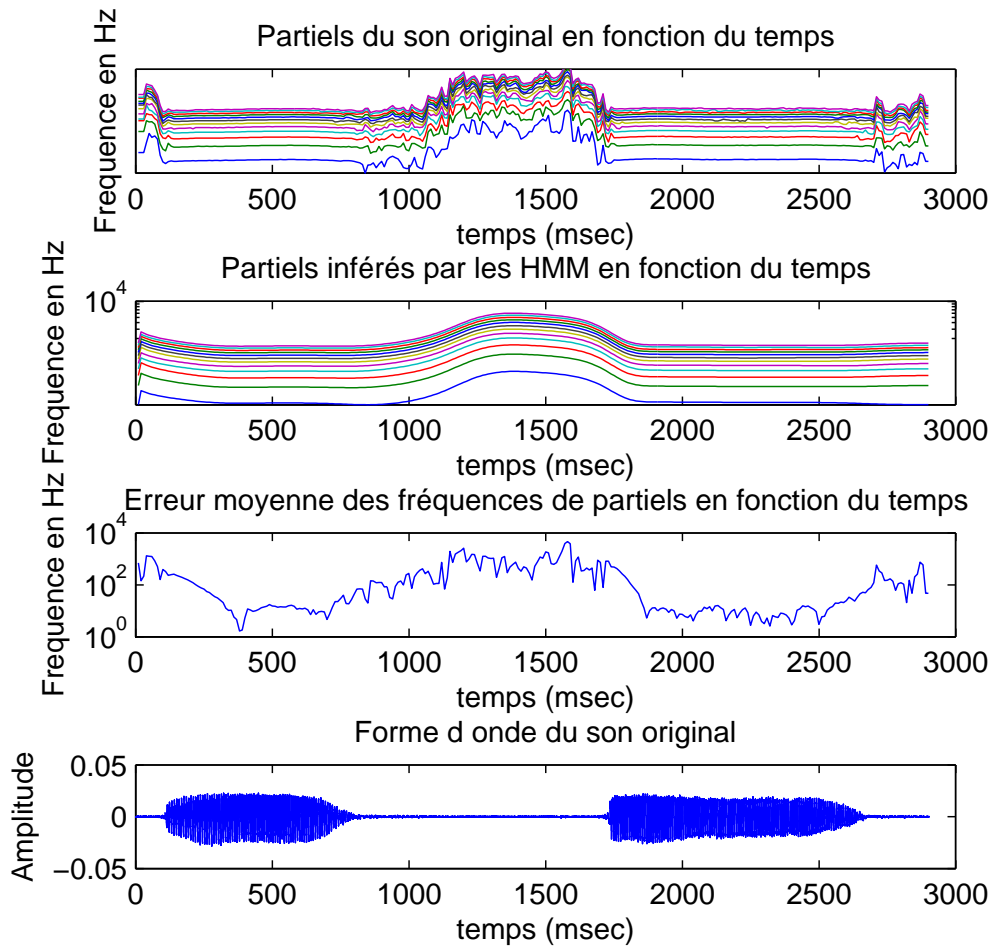 Partiels du son original en fonction du temps
Frequence en Hz
0 500 1000 1500 2000 2500 3000
temps (msec)
Partiels inférés par les HMM en fonction du temps
Frequence en Hz
10^4
0 500 1000 1500 2000 2500 3000
temps (msec)
Erreur moyenne des fréquences de partiels en fonction du temps
Frequence en Hz
10^4
10^2
10^0
0 500 1000 1500 2000 2500 3000
temps (msec)
Forme d onde du son original
Amplitude
0.05
0
−0.05
0 500 1000 1500 2000 2500 3000
temps (msec)